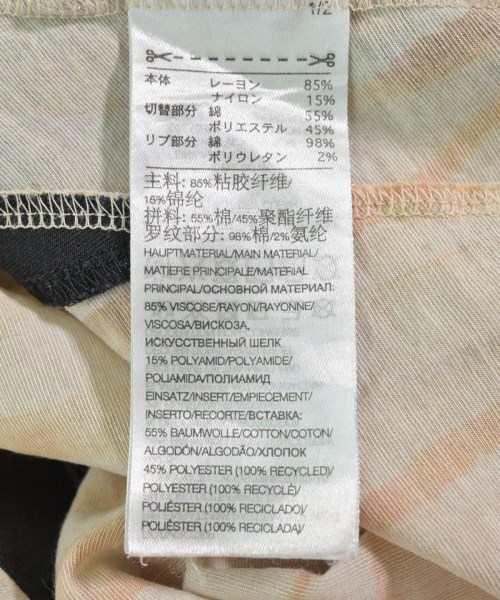 1/2
本体 レーヨン 85%
ナイロン 15%
切替部分 綿 55%
ポリエステル 45%
リブ部分 綿 98%
ポリウレタン 2%
主料: 85%粘胶纤维/
15%锦纶
拼料: 55%棉/45%聚酯纤维
罗纹部分: 98%棉/2%氨纶
HAUPTMATERIAL/MAIN MATERIAL/
MATIERE PRINCIPALE/MATERIAL
PRINCIPAL/ОСНОВНОЙ МАТЕРИАЛ:
85% VISCOSE/RAYON/RAYONNE/
VISCOSA/ВИСКОЗА,
ИСКУССТВЕННЫЙ ШЕЛК
15% POLYAMID/POLYAMIDE/
POLIAMIDA/ПОЛИАМИД
EINSATZ/INSERT/EMPIECEMENT/
INSERTO/RECORTE/ВСТАВКА:
55% BAUMWOLLE/COTTON/COTON/
ALGODÓN/ALGODÃO/ХЛОПОК
45% POLYESTER (100% RECYCLED)/
POLYESTER (100% RECYCLÉ)/
POLIÉSTER (100% RECICLADO)/
POLIÉSTER (100% RECICLADA)/